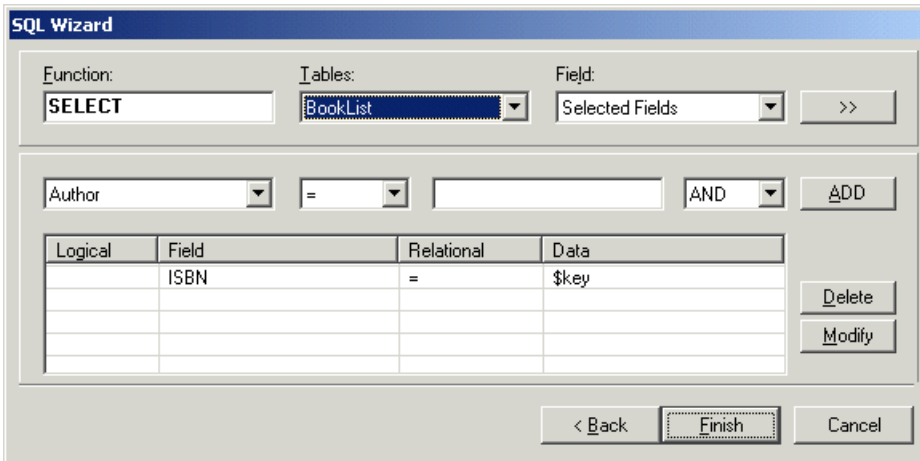 SQL Wizard
Function: Tables: Field:
SELECT BookList Selected Fields >>
Author = AND ADD
Logical Field Relational Data
ISBN = $key
Delete
Modify
< Back Finish Cancel